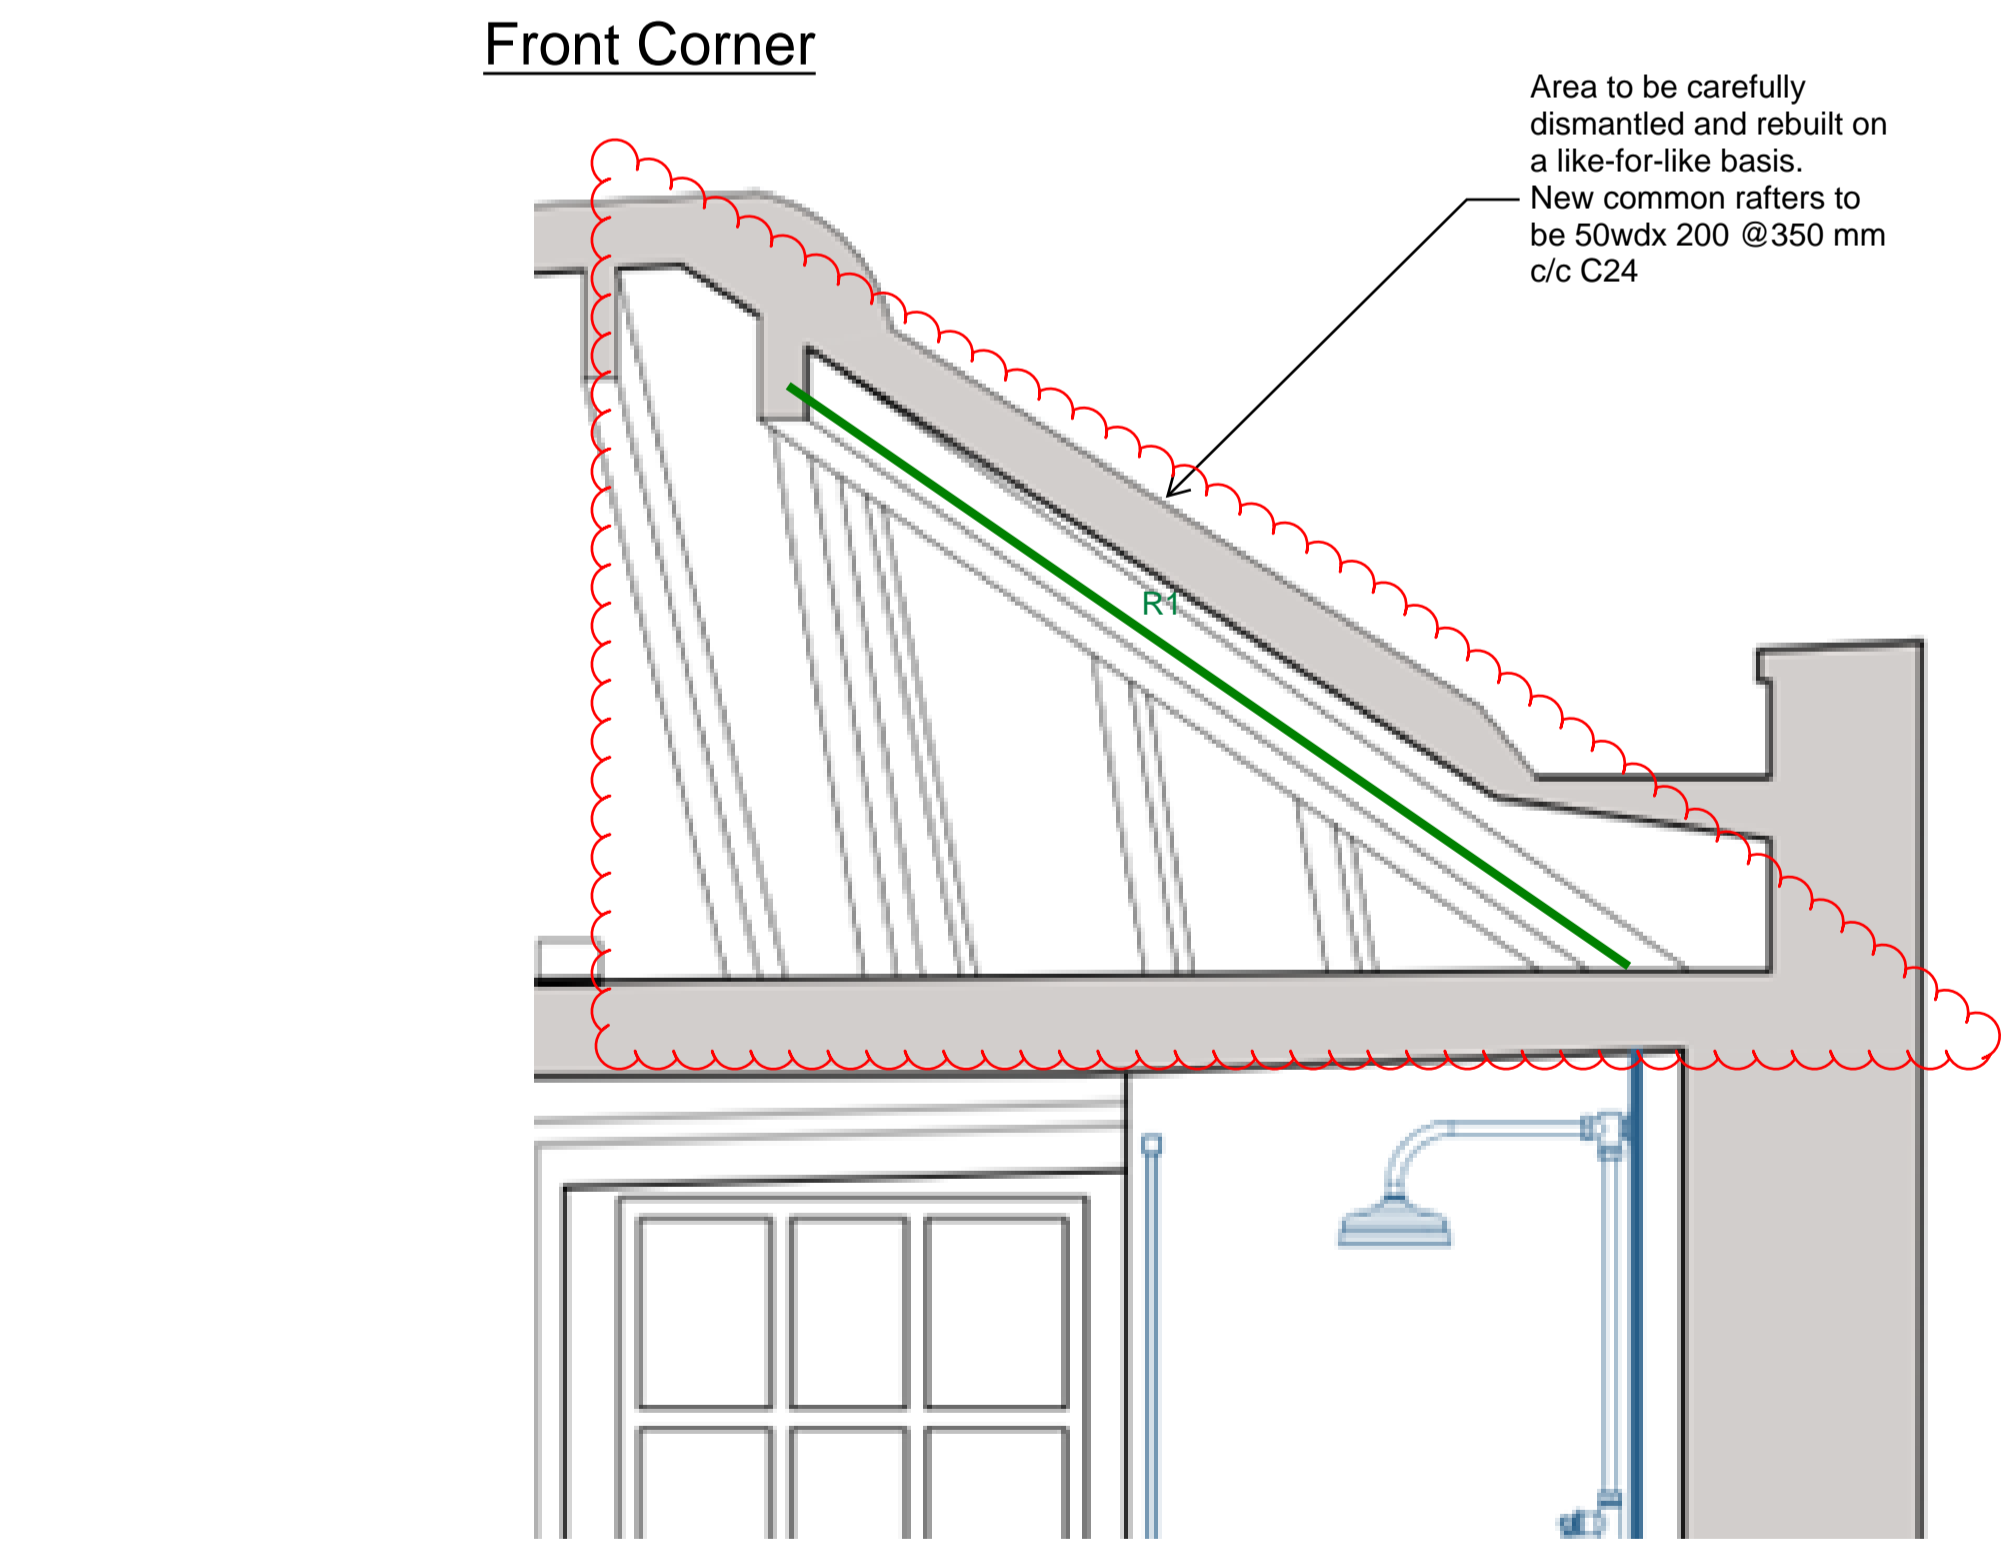 Front Corner
Area to be carefully
dismantled and rebuilt on
a like-for-like basis.
New common rafters to
be 50wdx 200 @350 mm
c/c C24
R1